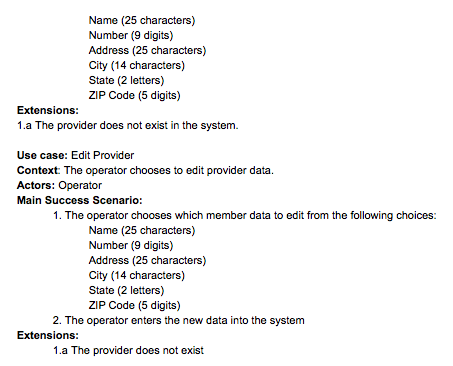 Name (25 characters)
Number (9 digits)
Address (25 characters)
City (14 characters)
State (2 letters)
ZIP Code (5 digits)
Extensions:
1.a The provider does not exist in the system.
Use case: Edit Provider
Context: The operator chooses to edit provider data.
Actors: Operator
Main Success Scenario:
1. The operator chooses which member data to edit from the following choices:
Name (25 characters)
Number (9 digits)
Address (25 characters)
City (14 characters)
State (2 letters)
ZIP Code (5 digits)
2. The operator enters the new data into the system
Extensions:
1.a The provider does not exist